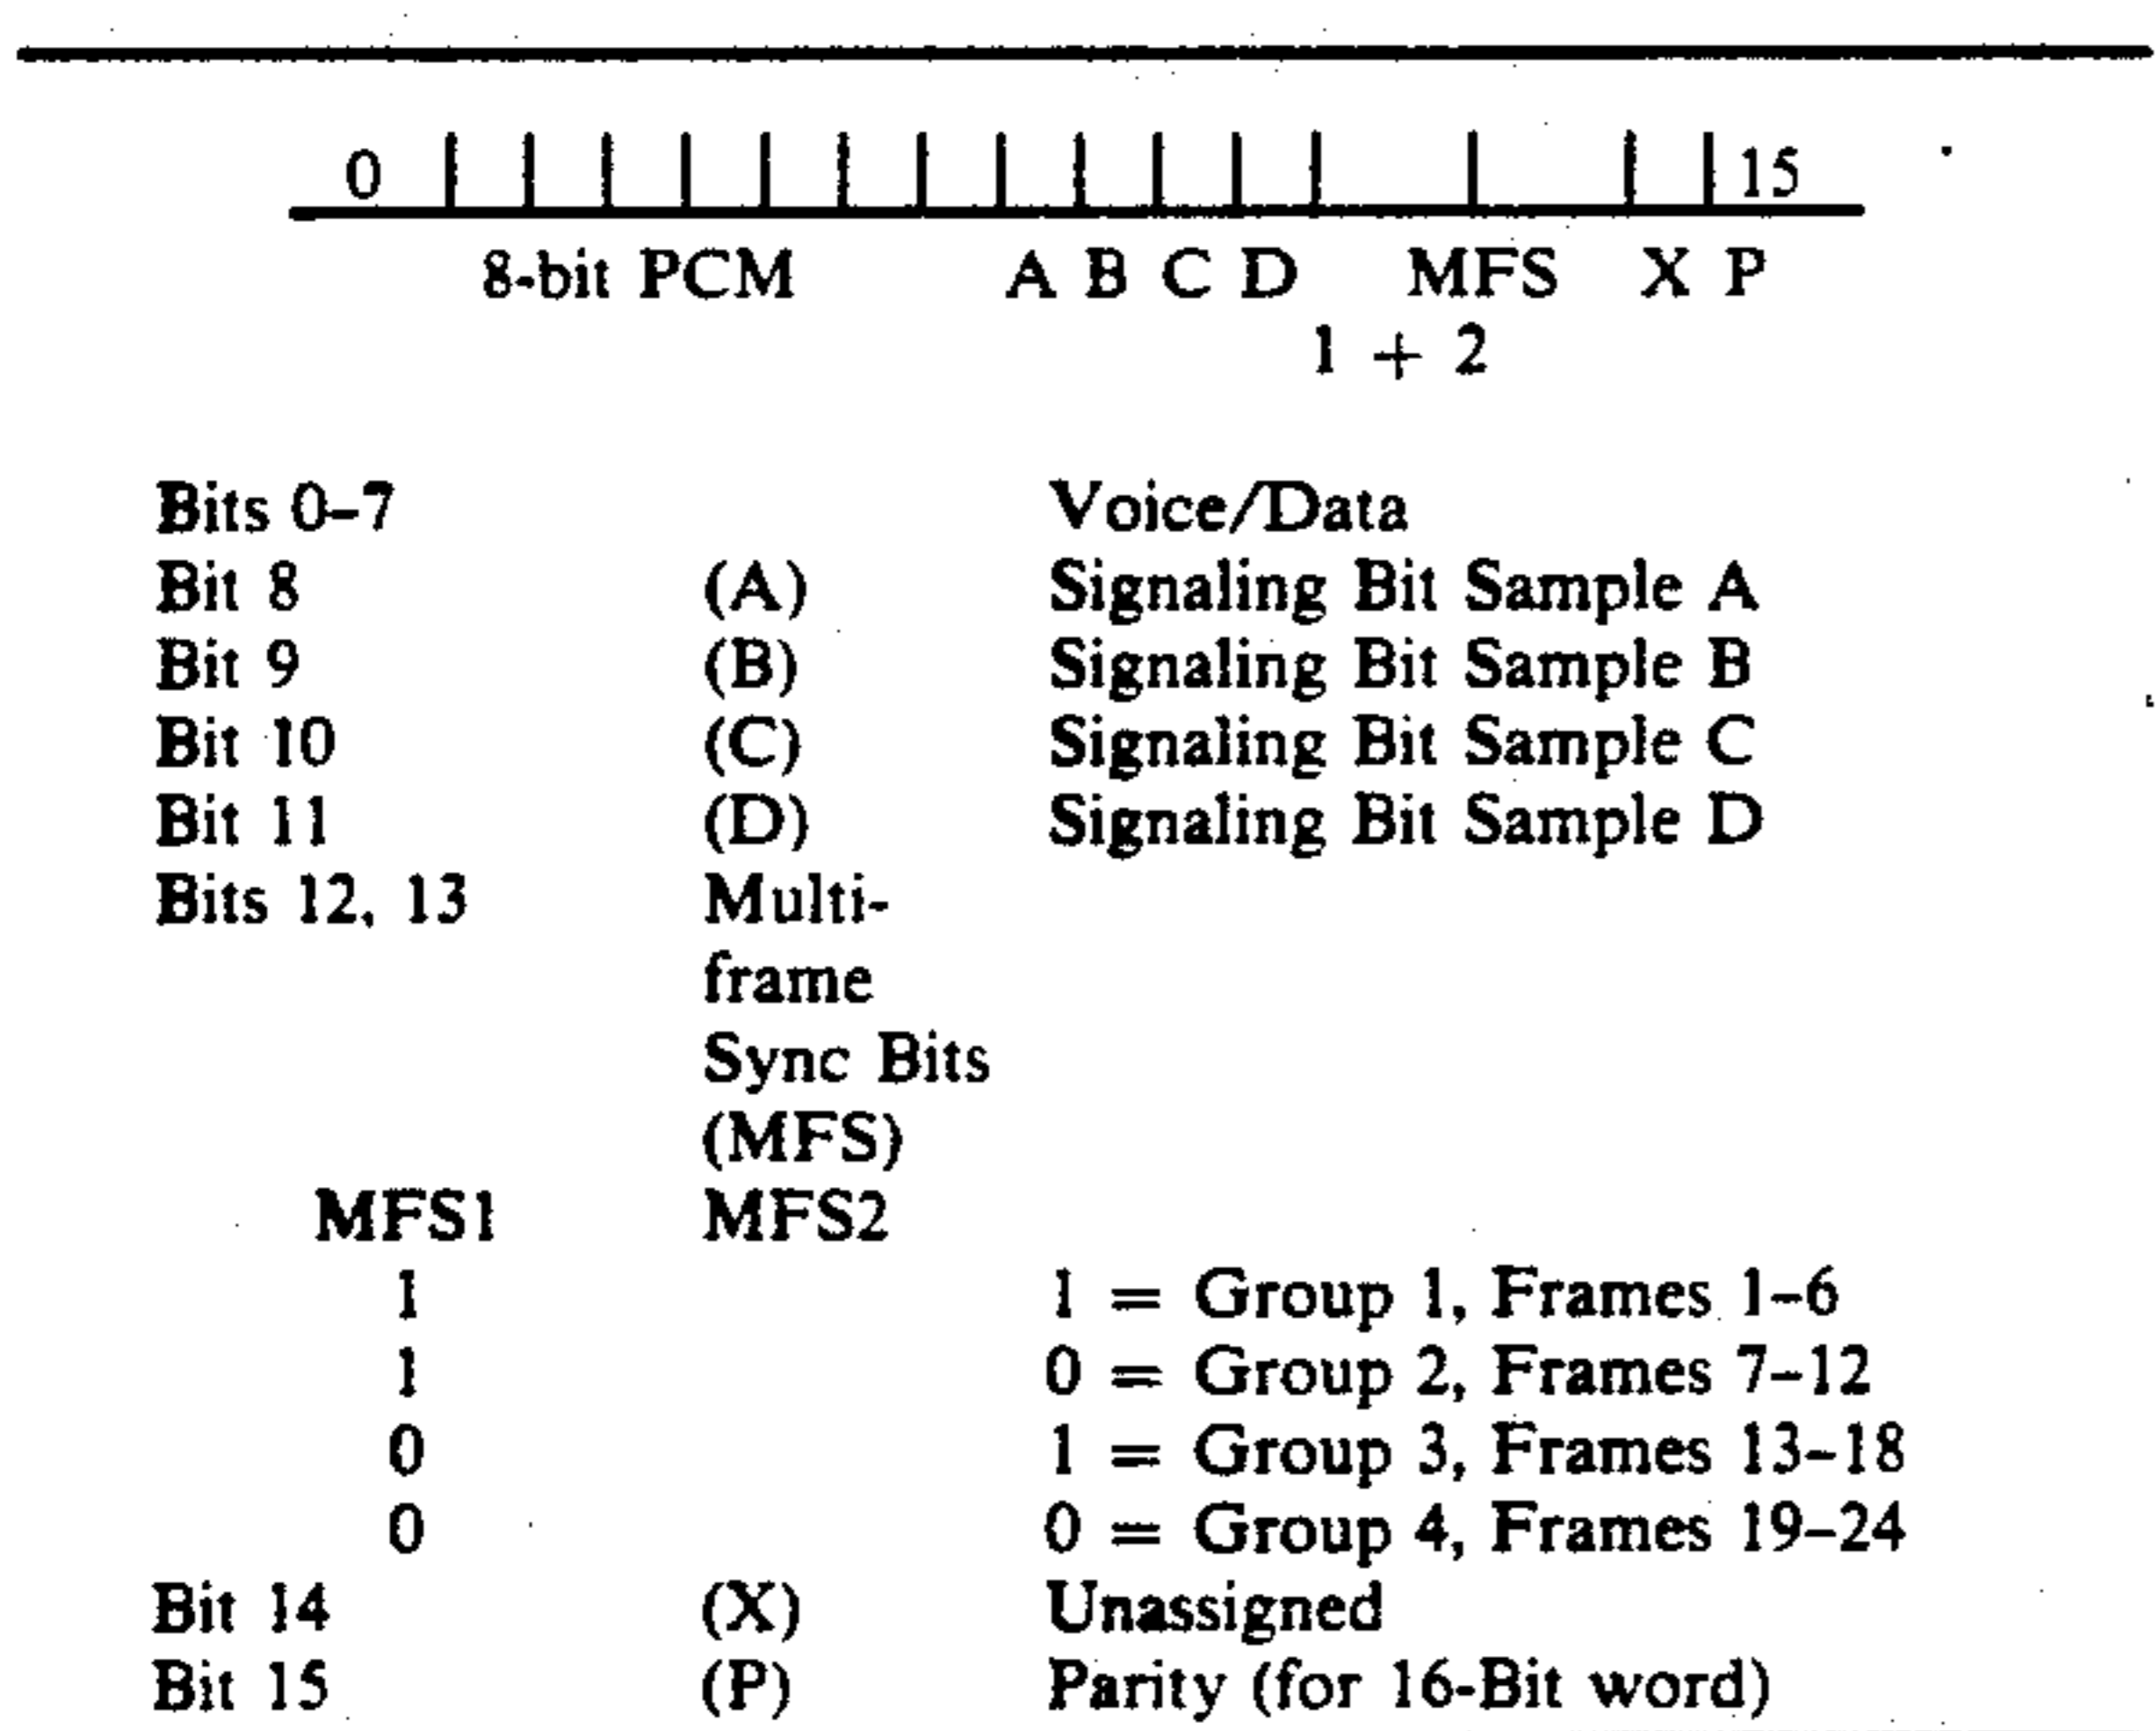 0 15
8-bit PCM A B C D MFS X P
1 + 2
Bits 0–7 Voice/Data
Bit 8 (A) Signaling Bit Sample A
Bit 9 (B) Signaling Bit Sample B
Bit 10 (C) Signaling Bit Sample C
Bit 11 (D) Signaling Bit Sample D
Bits 12, 13 Multi-
frame
Sync Bits
(MFS)
MFS1 MFS2
1 1 = Group 1, Frames 1–6
1 0 = Group 2, Frames 7–12
0 1 = Group 3, Frames 13–18
0 0 = Group 4, Frames 19–24
Bit 14 (X) Unassigned
Bit 15 (P) Parity (for 16-Bit word)